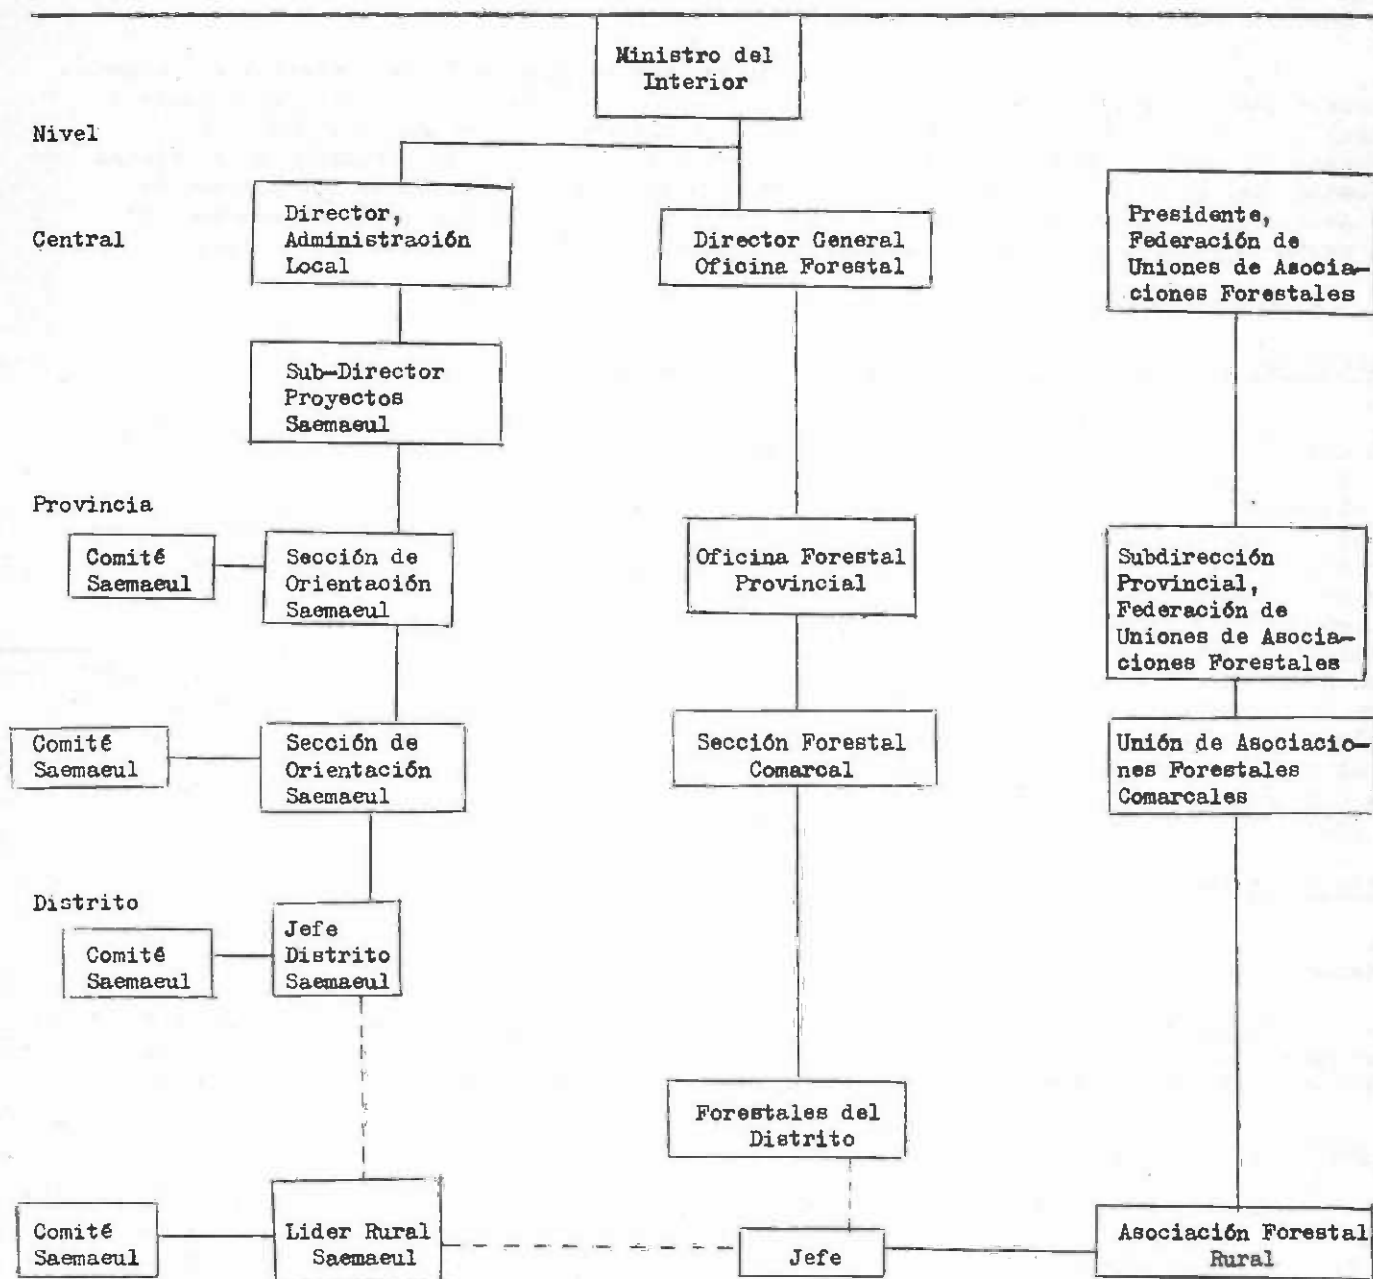 Ministro del
Interior
Nivel
Central
Director,
Administración
Local
Director General
Oficina Forestal
Presidente,
Federación de
Uniones de Asocia-
ciones Forestales
Sub-Director
Proyectos
Saemaeul
Provincia
Comité
Saemaeul
Sección de
Orientación
Saemaeul
Oficina Forestal
Provincial
Subdirección
Provincial,
Federación de
Uniones de Asocia-
ciones Forestales
Comité
Saemaeul
Sección de
Orientación
Saemaeul
Sección Forestal
Comarcal
Unión de Asociacio-
nes Forestales
Comarcales
Distrito
Comité
Saemaeul
Jefe
Distrito
Saemaeul
Forestales del
Distrito
Comité
Saemaeul
Lider Rural
Saemaeul
Jefe
Asociación Forestal
Rural